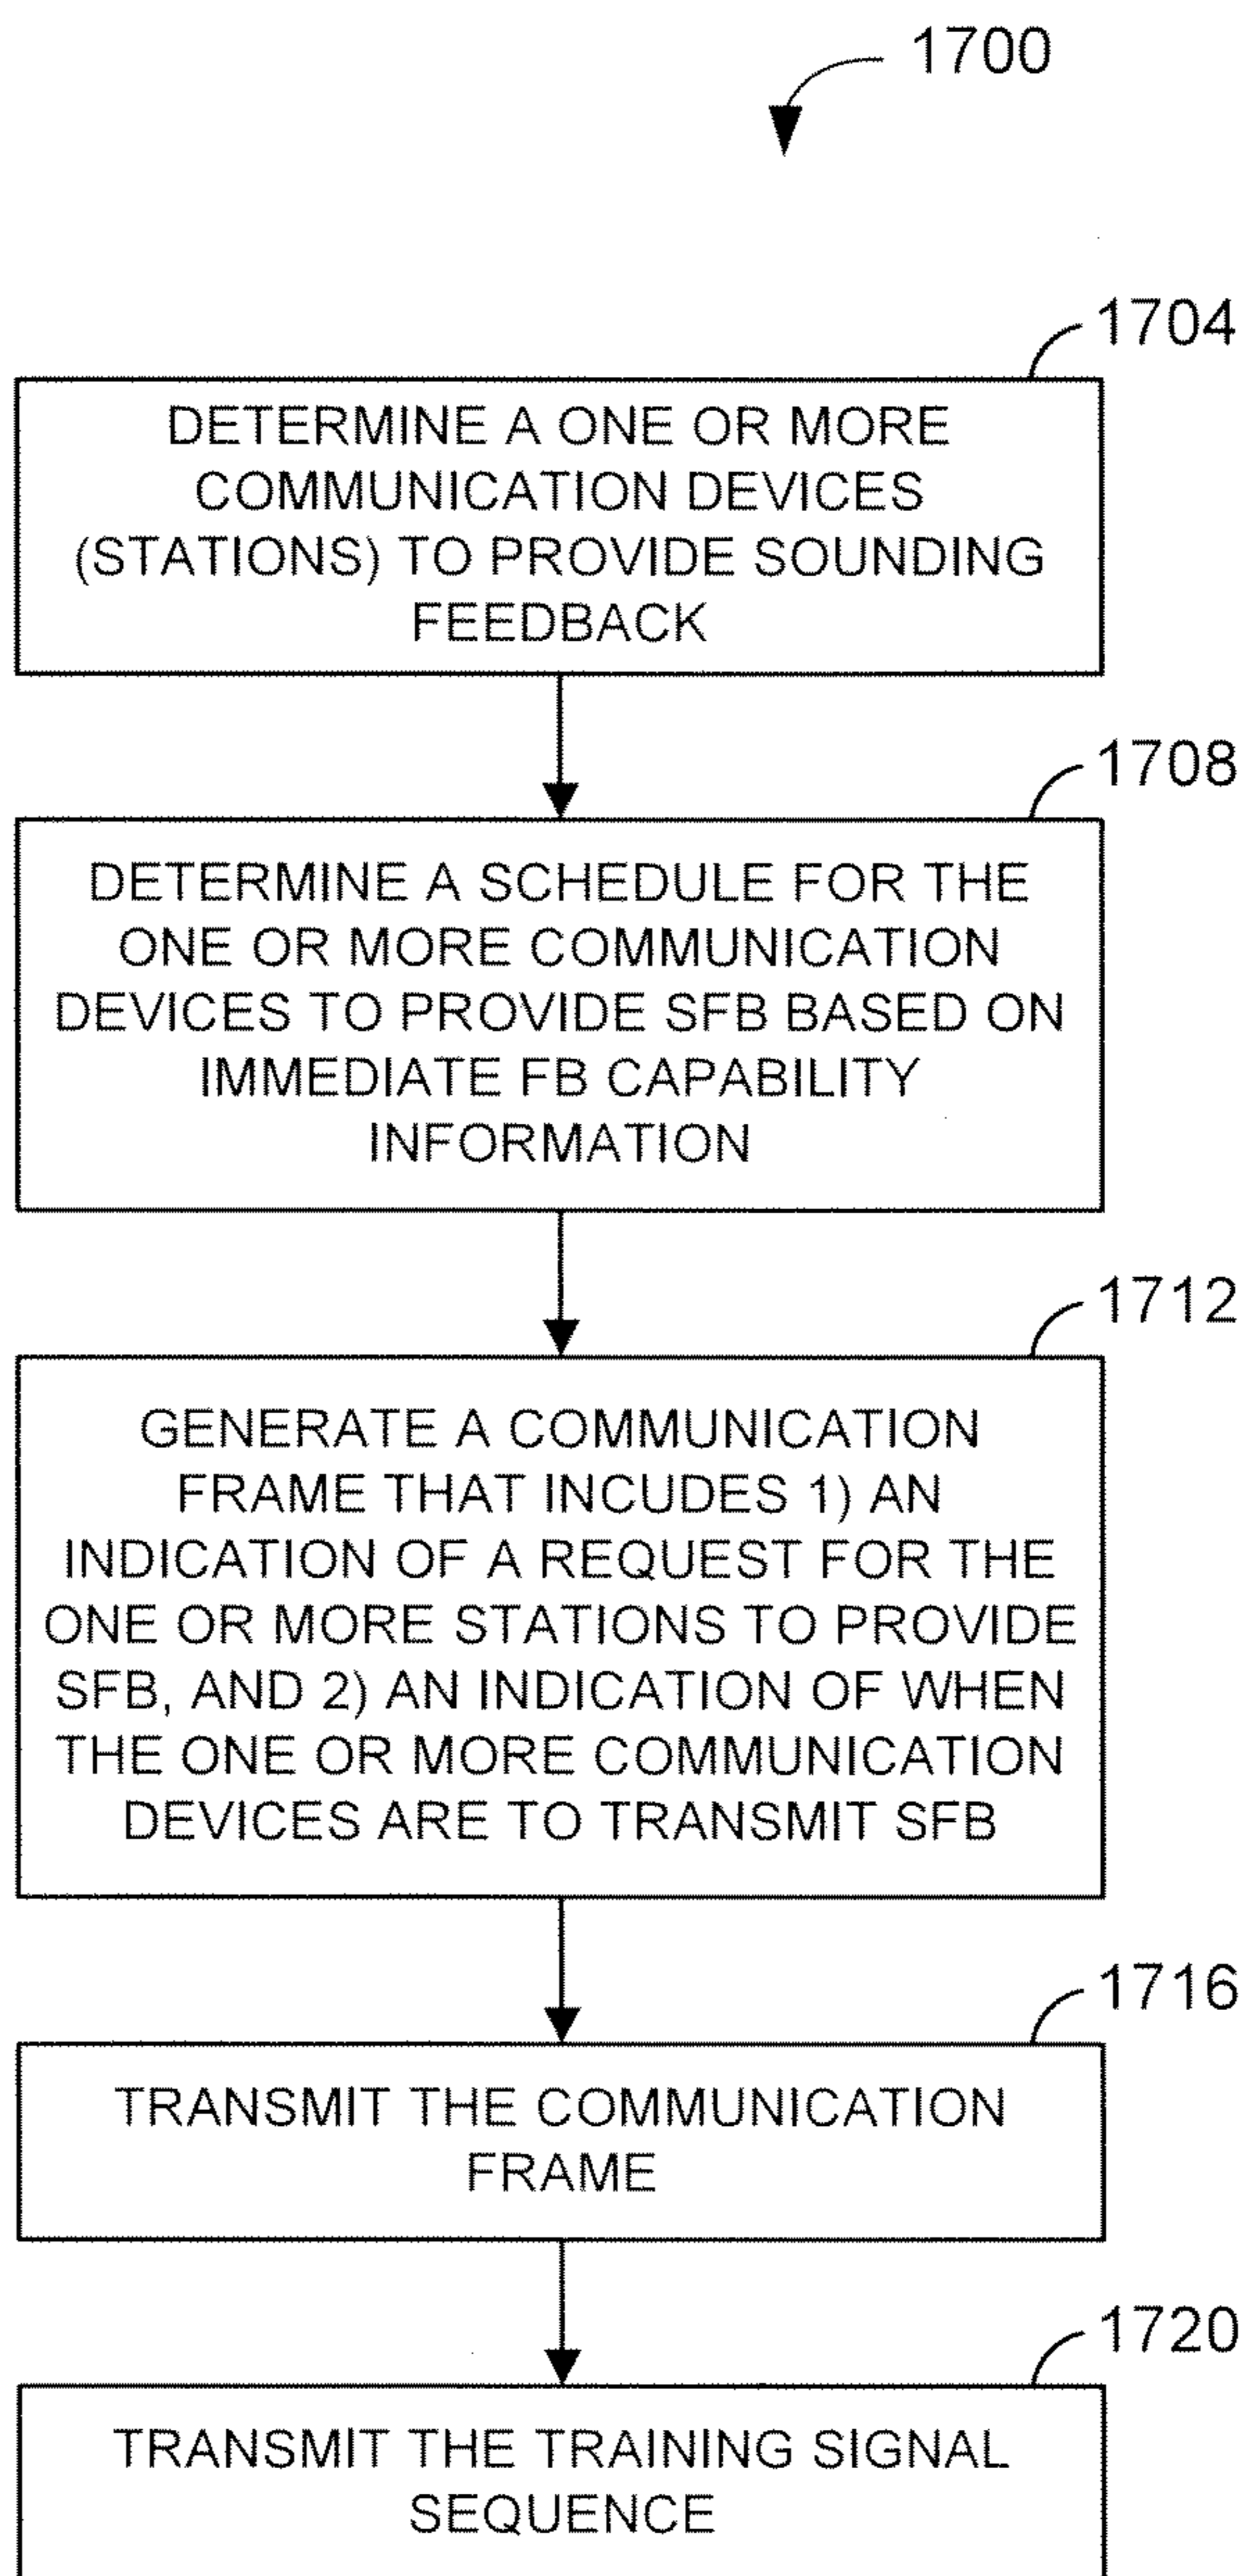 1700
1704
DETERMINE A ONE OR MORE
COMMUNICATION DEVICES
(STATIONS) TO PROVIDE SOUNDING
FEEDBACK
1708
DETERMINE A SCHEDULE FOR THE
ONE OR MORE COMMUNICATION
DEVICES TO PROVIDE SFB BASED ON
IMMEDIATE FB CAPABILITY
INFORMATION
1712
GENERATE A COMMUNICATION
FRAME THAT INCUDES 1) AN
INDICATION OF A REQUEST FOR THE
ONE OR MORE STATIONS TO PROVIDE
SFB, AND 2) AN INDICATION OF WHEN
THE ONE OR MORE COMMUNICATION
DEVICES ARE TO TRANSMIT SFB
1716
TRANSMIT THE COMMUNICATION
FRAME
1720
TRANSMIT THE TRAINING SIGNAL
SEQUENCE